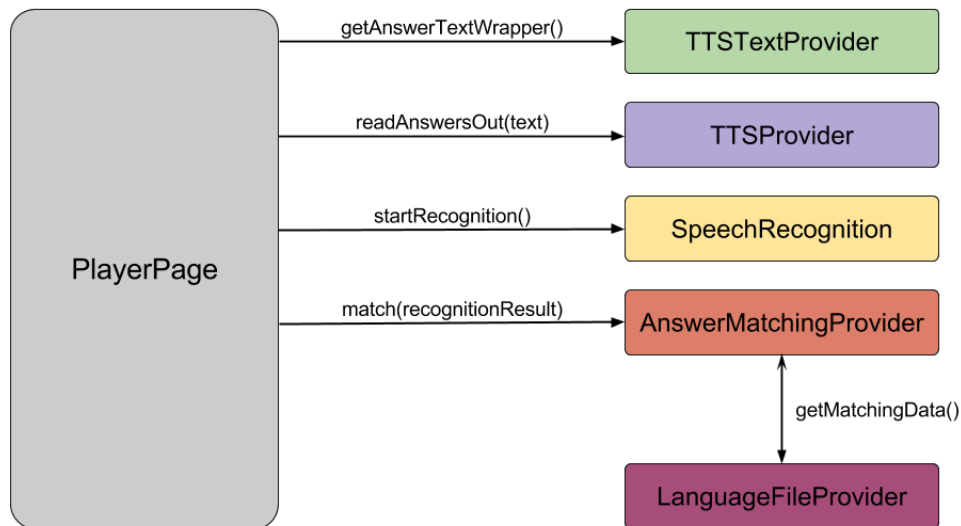 getAnswerTextWrapper()
TTSTextProvider
readAnswersOut(text)
TTSProvider
startRecognition()
SpeechRecognition
PlayerPage
match(recognitionResult)
AnswerMatchingProvider
getMatchingData()
LanguageFileProvider